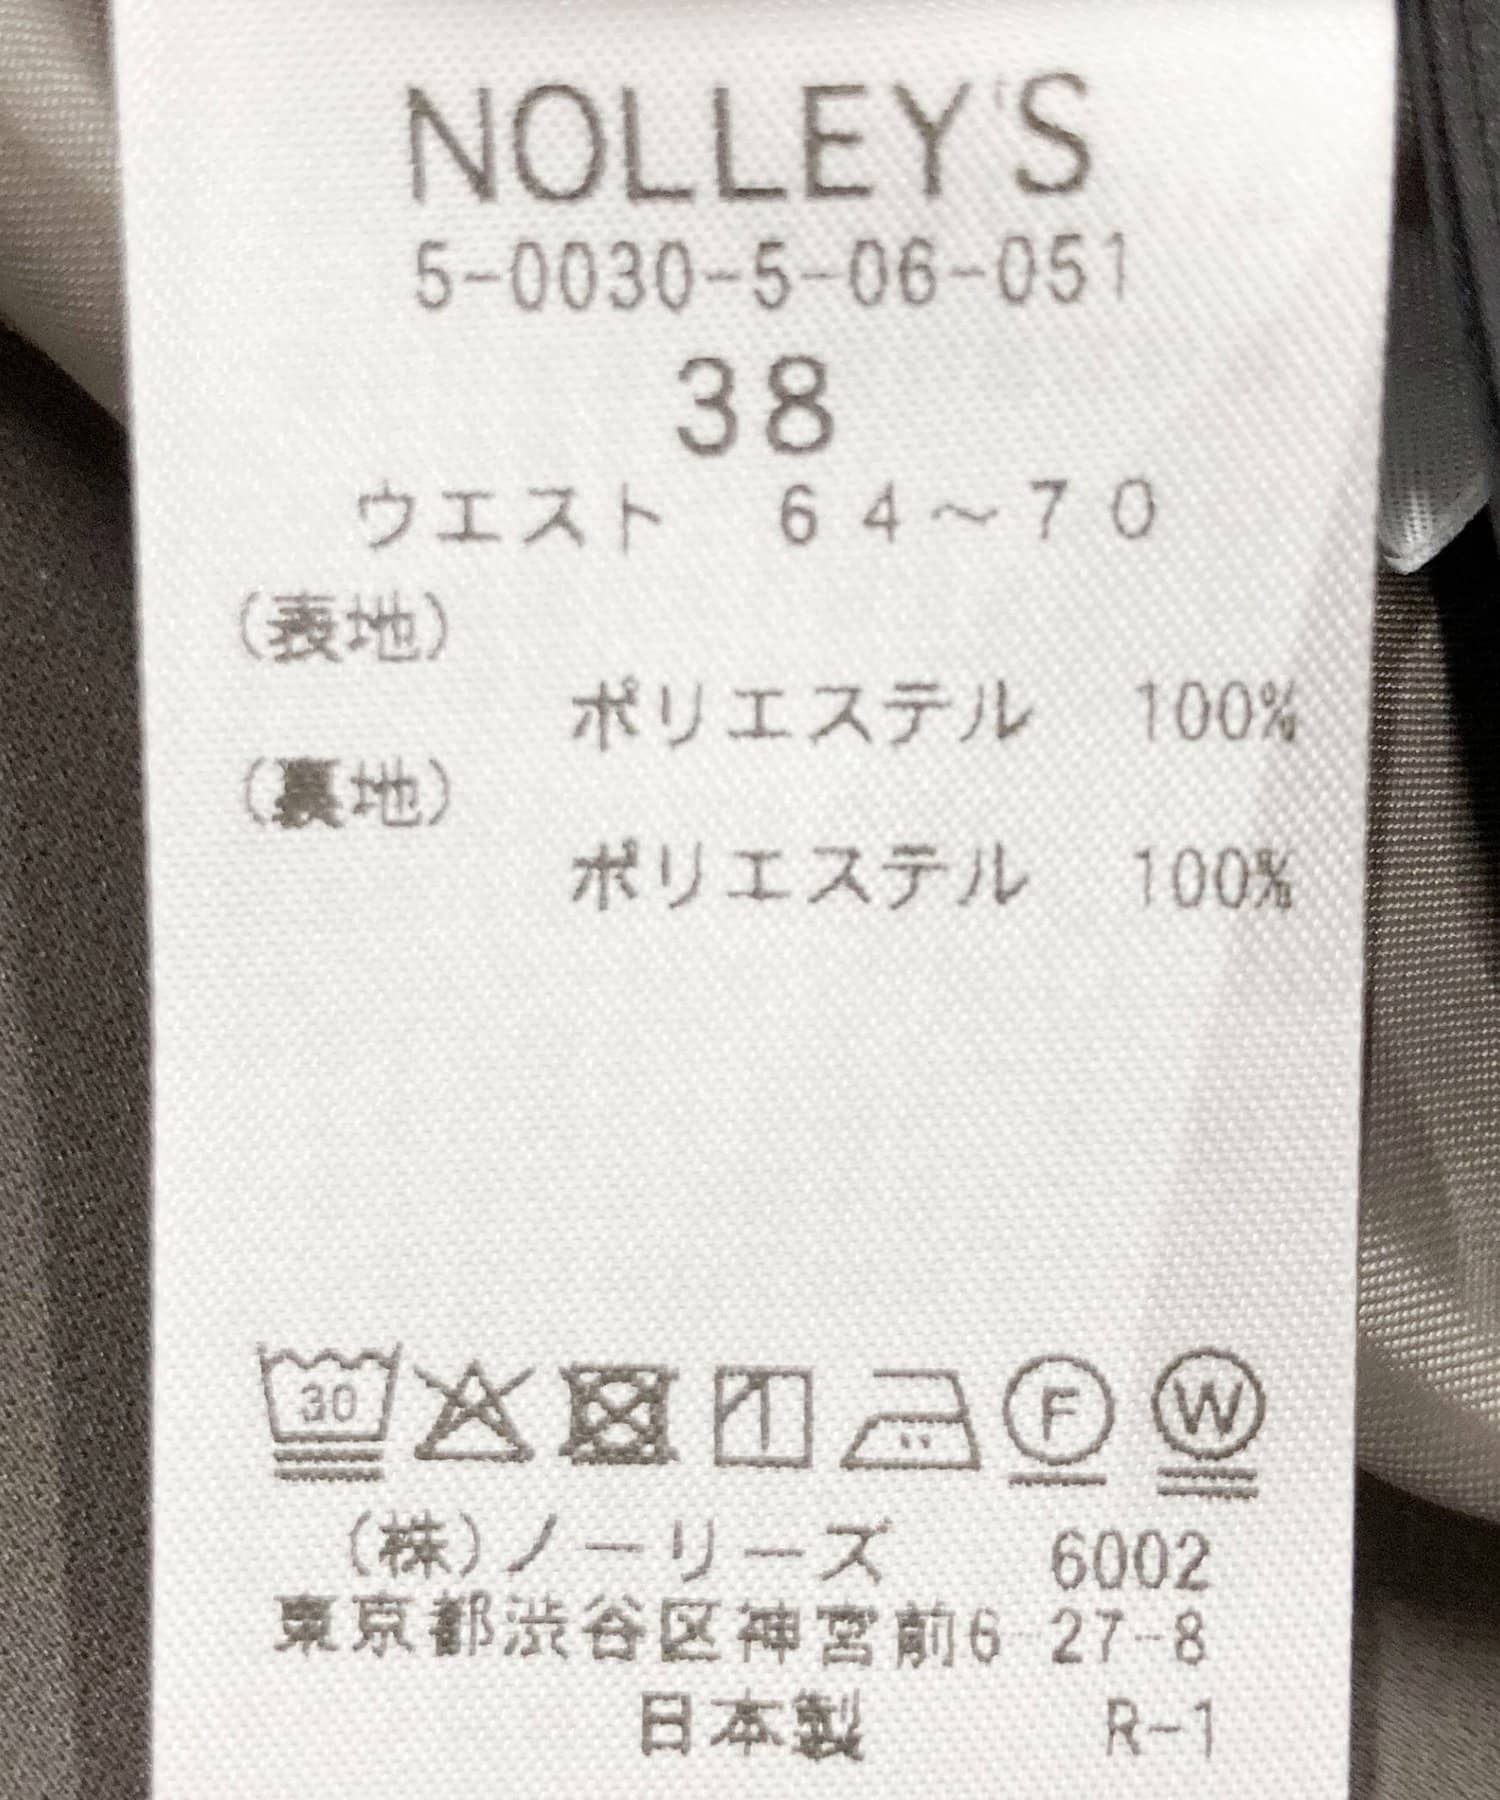 NOLLEY'S
5-0030-5-06-051
38
ウエスト 64～70
(表地)
ポリエステル 100%
(裏地)
ポリエステル 100%
30 F W
(株)ノーリーズ 6002
東京都渋谷区神宮前6-27-8
日本製 R-1